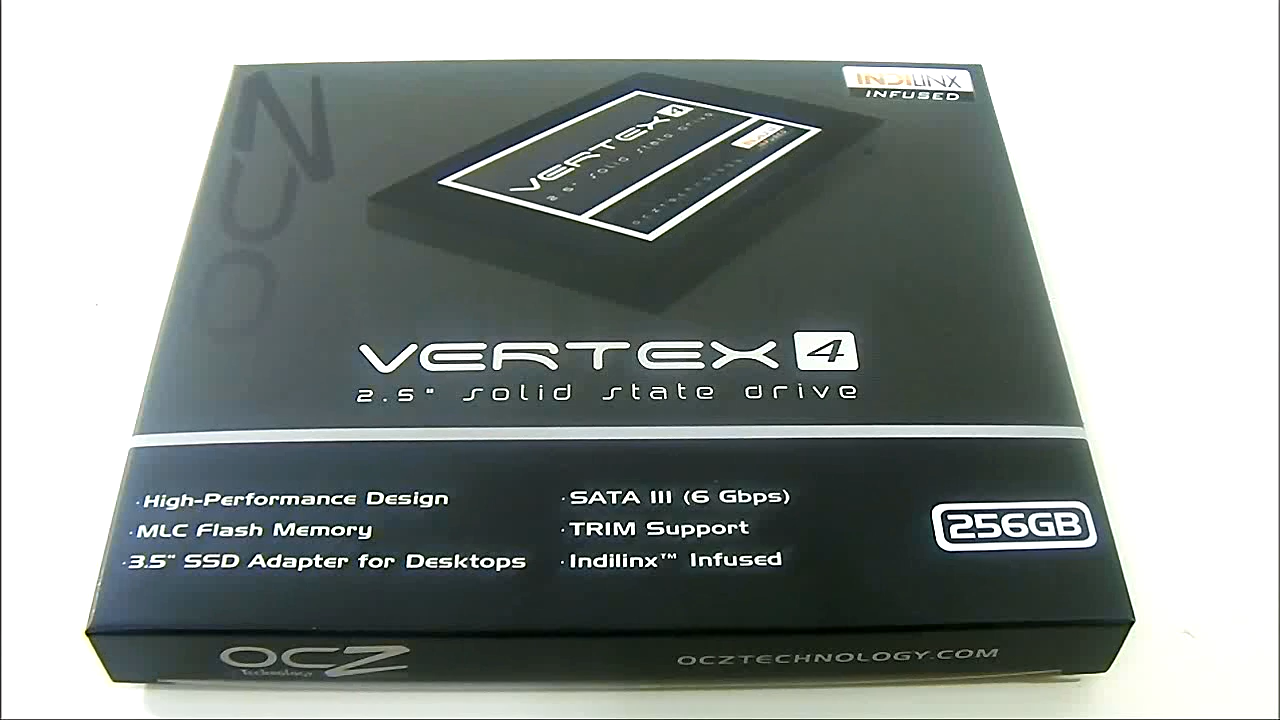 OCZ
INDILINX
INFUSED
VERTEX 4
2.5" solid state drive
VERTEX 4
2.5" solid state drive
·High-Performance Design
·MLC Flash Memory
·3.5" SSD Adapter for Desktops
·SATA III (6 Gbps)
·TRIM Support
·Indilinx™ Infused
256GB
OCZ
Technology
OCZTECHNOLOGY.COM